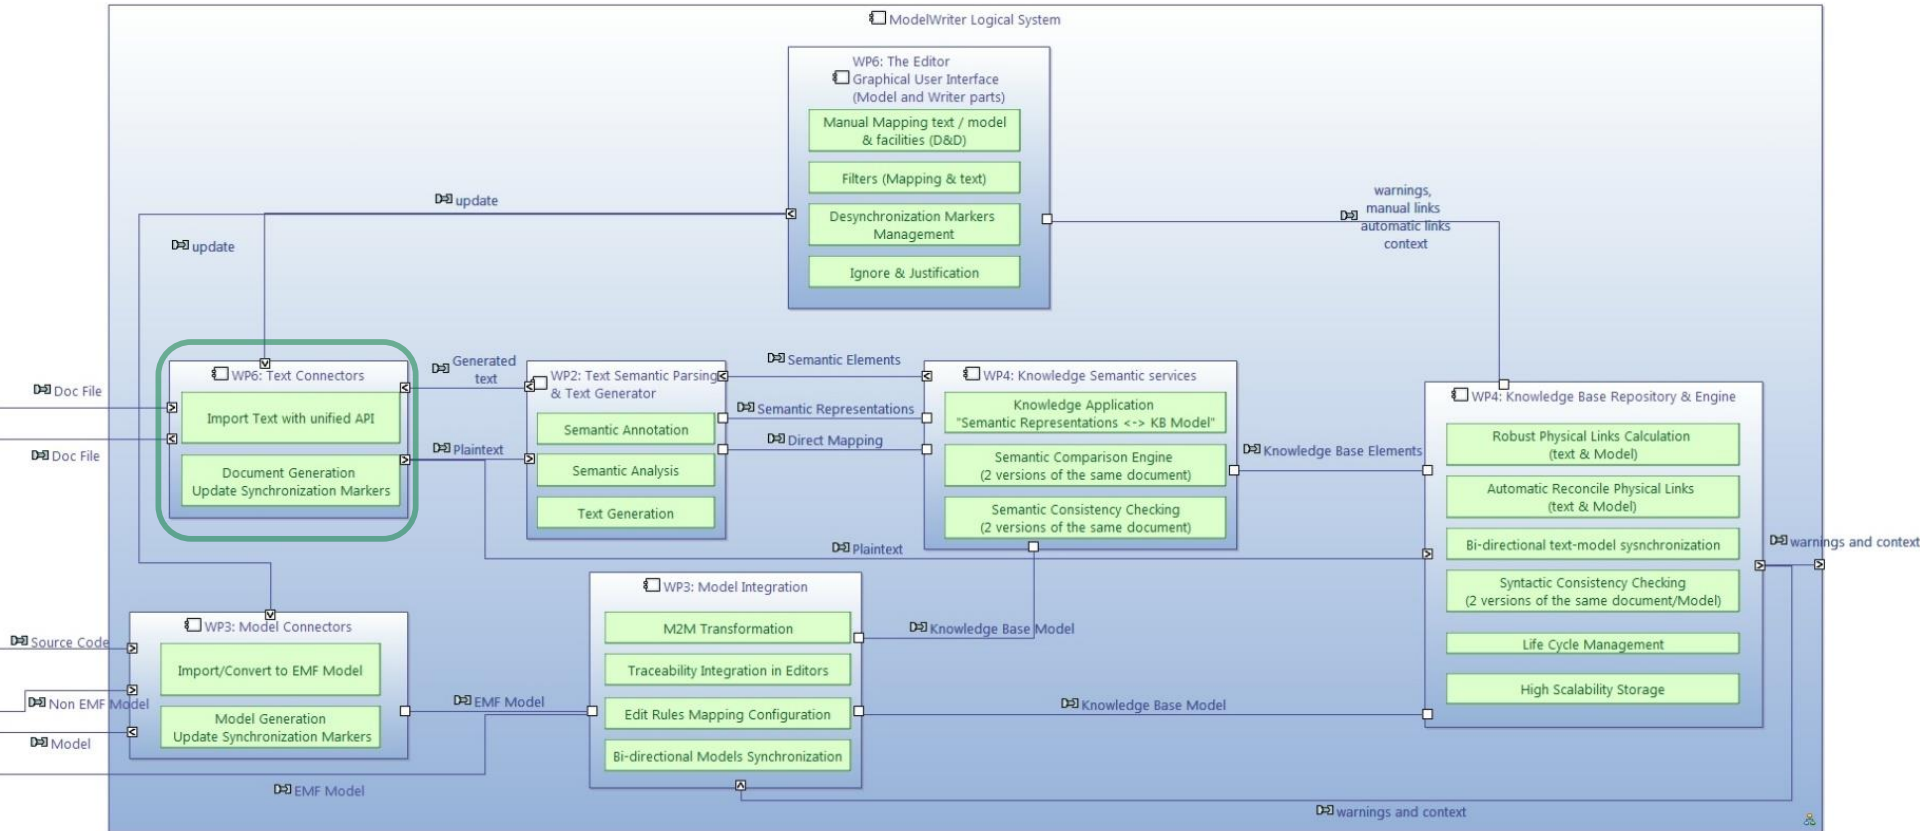 ModelWriter Logical System
WP6: The Editor
Graphical User Interface
(Model and Writer parts)
Manual Mapping text / model
& facilities (D&D)
Filters (Mapping & text)
Desynchronization Markers
Management
Ignore & Justification
update
update
warnings,
manual links
automatic links
context
Doc File
Doc File
WP6: Text Connectors
Import Text with unified API
Document Generation
Update Synchronization Markers
Generated
text
Plaintext
WP2: Text Semantic Parsing
& Text Generator
Semantic Annotation
Semantic Analysis
Text Generation
Semantic Elements
Semantic Representations
Direct Mapping
WP4: Knowledge Semantic services
Knowledge Application
"Semantic Representations <-> KB Model"
Semantic Comparison Engine
(2 versions of the same document)
Semantic Consistency Checking
(2 versions of the same document)
Knowledge Base Elements
WP4: Knowledge Base Repository & Engine
Robust Physical Links Calculation
(text & Model)
Automatic Reconcile Physical Links
(text & Model)
Bi-directional text-model sysnchronization
Syntactic Consistency Checking
(2 versions of the same document/Model)
Life Cycle Management
High Scalability Storage
warnings and context
Plaintext
Source Code
Non EMF Model
Model
WP3: Model Connectors
Import/Convert to EMF Model
Model Generation
Update Synchronization Markers
EMF Model
EMF Model
WP3: Model Integration
M2M Transformation
Traceability Integration in Editors
Edit Rules Mapping Configuration
Bi-directional Models Synchronization
Knowledge Base Model
Knowledge Base Model
warnings and context